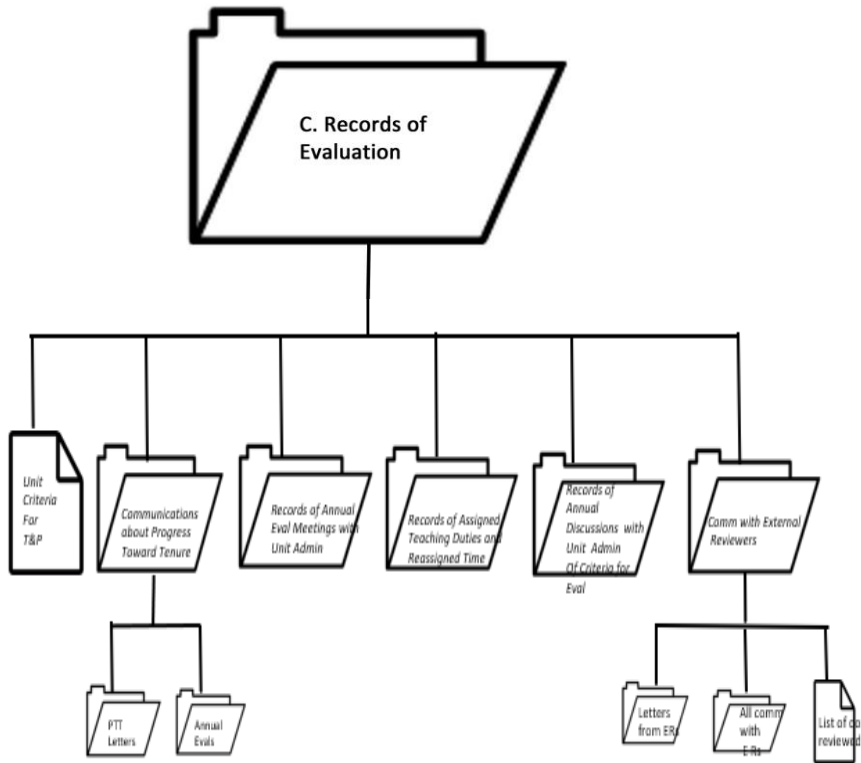 C. Records of
Evaluation
Unit
Criteria
For
T&P
Communications
about Progress
Toward Tenure
Records of Annual
Eval Meetings with
Unit Admin
Records of Assigned
Teaching Duties and
Reassigned Time
Records of
Annual
Discussions with
Unit Admin
Of Criteria for
Eval
Comm with External
Reviewers
PTT
Letters
Annual
Evals
Letters
from ERs
All comm
with
ERs
List of
reviewed